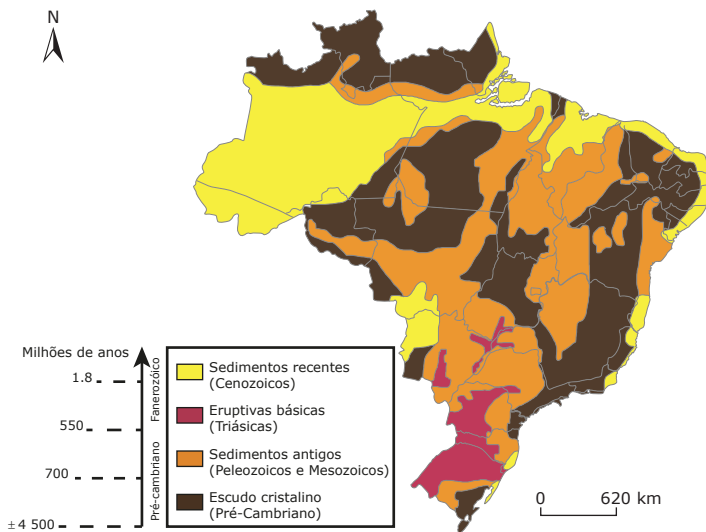 N
Milhões de anos
1.8
550
700
±4 500
Fanerozóico
Pré-cambriano
Sedimentos recentes
(Cenozoicos)
Eruptivas básicas
(Triásicas)
Sedimentos antigos
(Peleozoicos e Mesozoicos)
Escudo cristalino
(Pré-Cambriano)
0 620 km